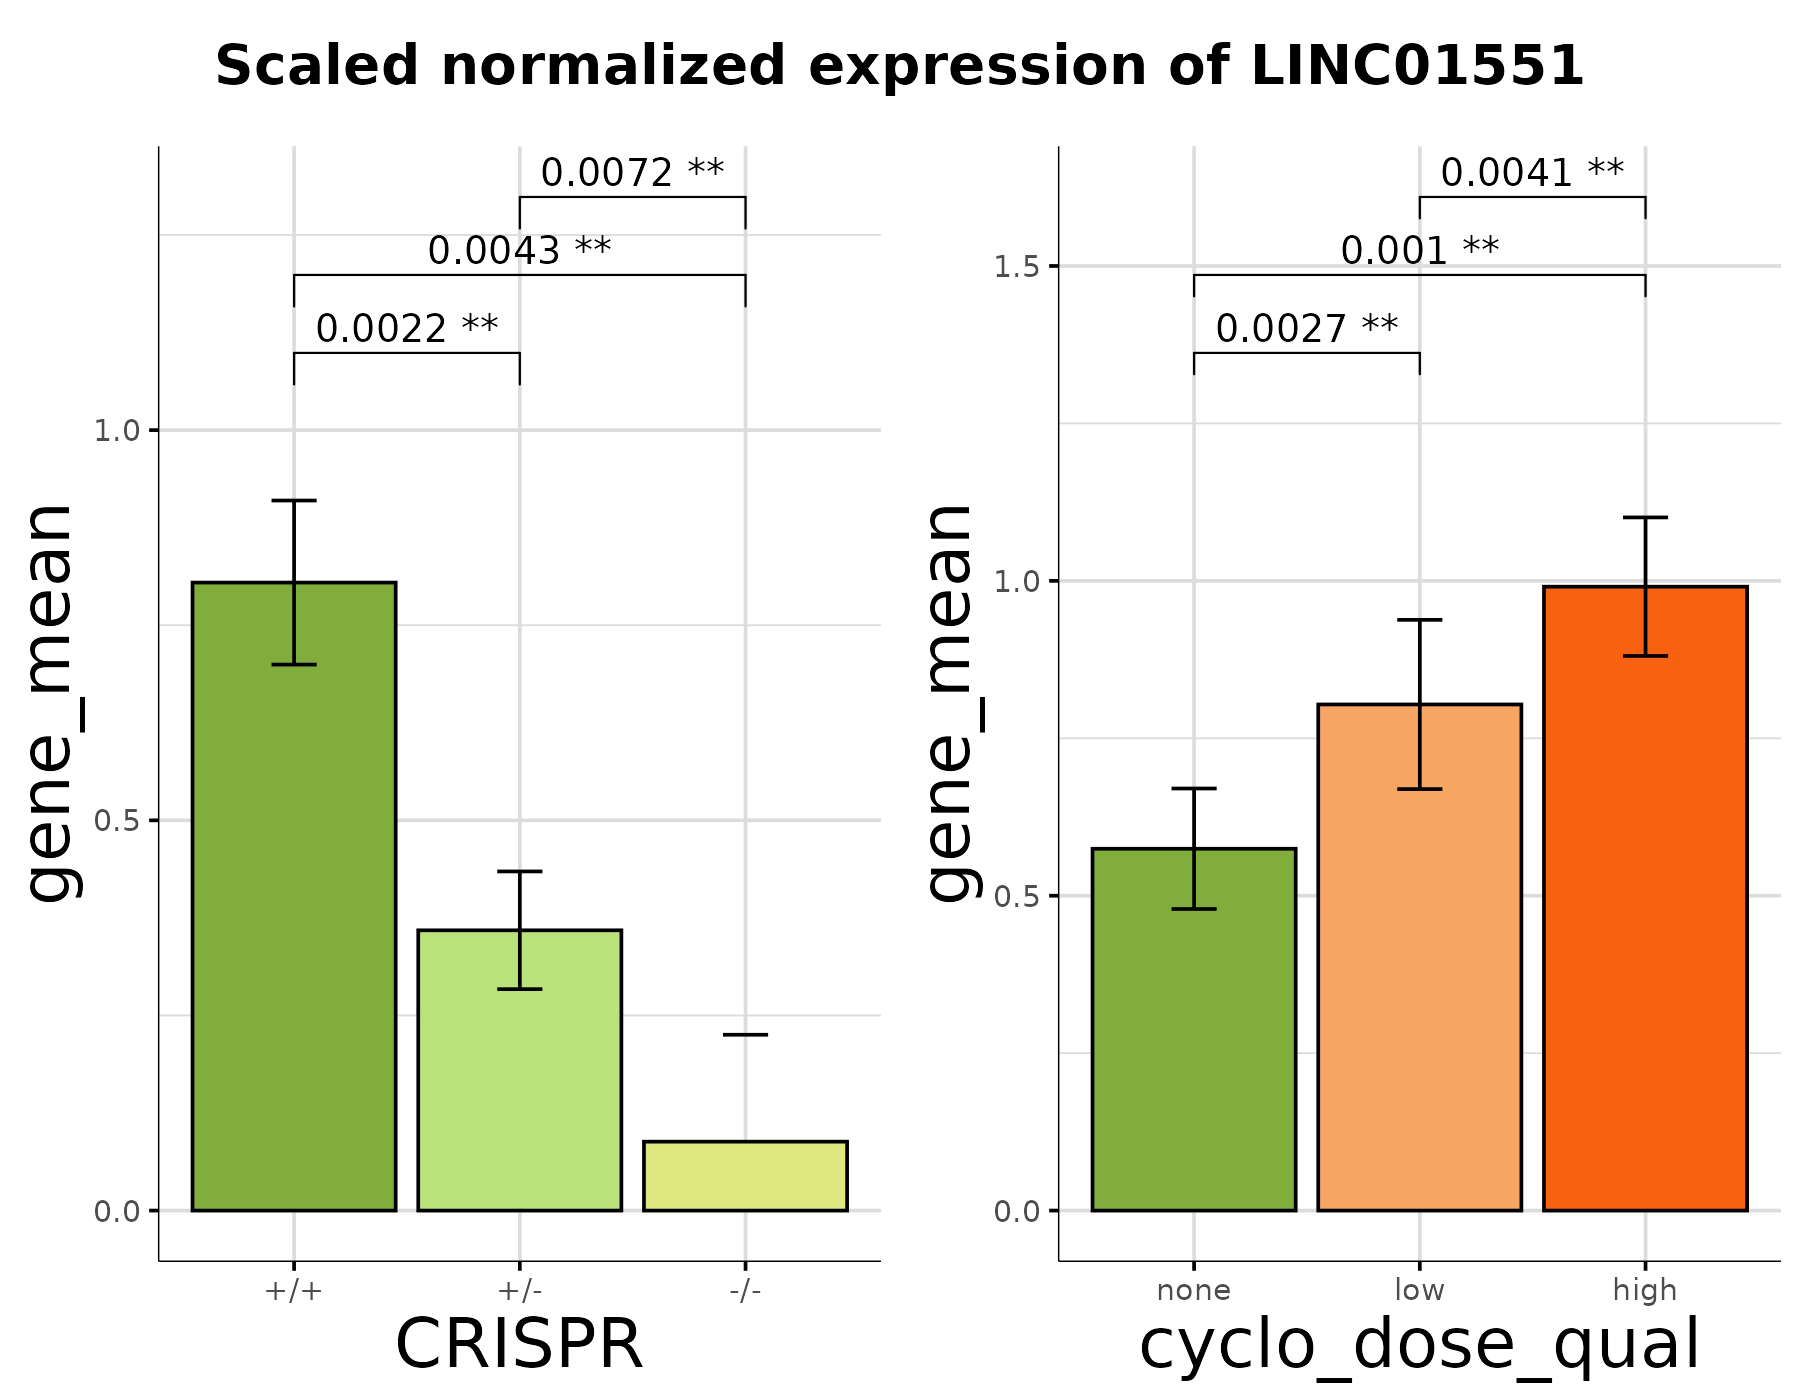 Scaled normalized expression of LINC01551
gene_mean
1.0
0.5
0.0
0.0072 **
0.0043 **
0.0022 **
+/+
+/-
-/-
CRISPR
gene_mean
1.5
1.0
0.5
0.0
0.0041 **
0.001 **
0.0027 **
none
low
high
cyclo_dose_qual